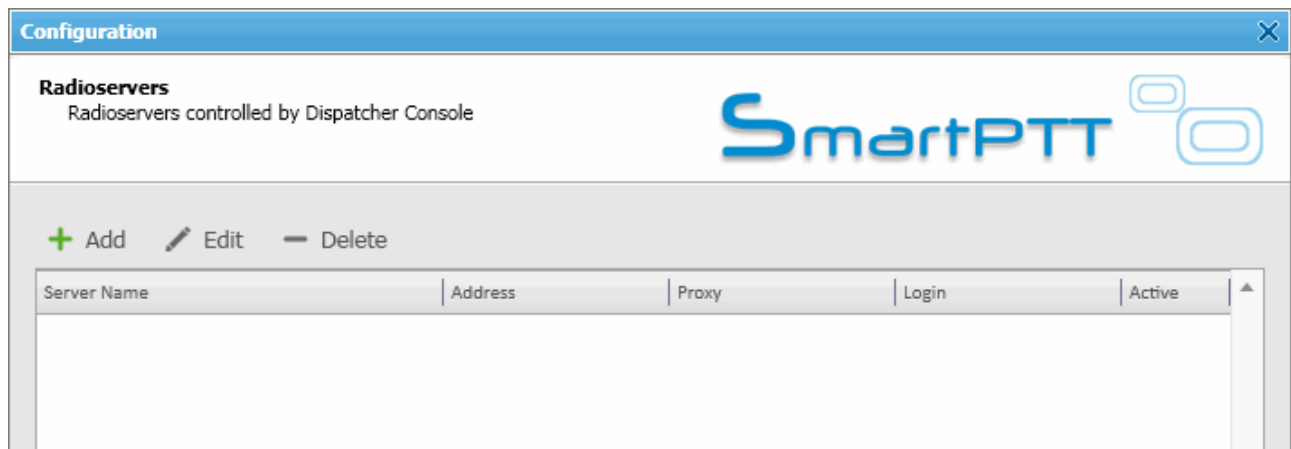 Configuration
Radioservers
Radioservers controlled by Dispatcher Console
SmartPTT
Add Edit Delete
Server Name Address Proxy Login Active